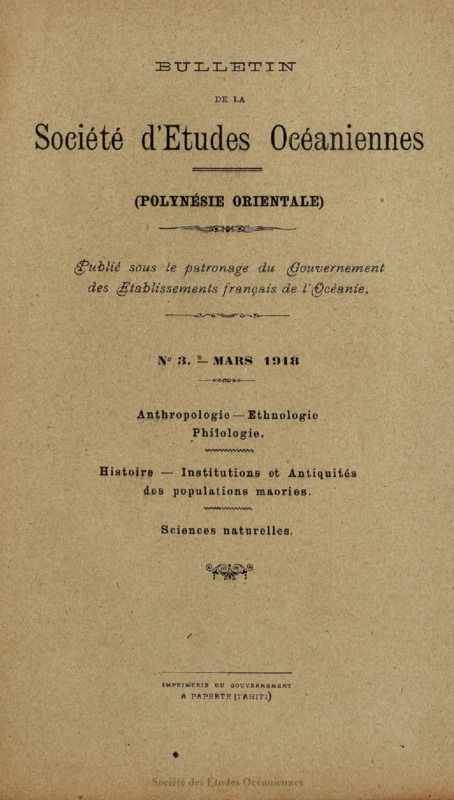 BULLETIN
DE LA
Société d'Etudes Océaniennes
(POLYNÉSIE ORIENTALE)
Publié sous le patronage du Gouvernement
des Etablissements français de l'Océanie.
No 3. — MARS 1918
Anthropologie — Ethnologie
Philologie.
Histoire — Institutions et Antiquités
des populations maories.
Sciences naturelles.
IMPRIMERIE DU GOUVERNEMENT
A PAPEETE (TAHITI)
Société des Etudes Océaniennes